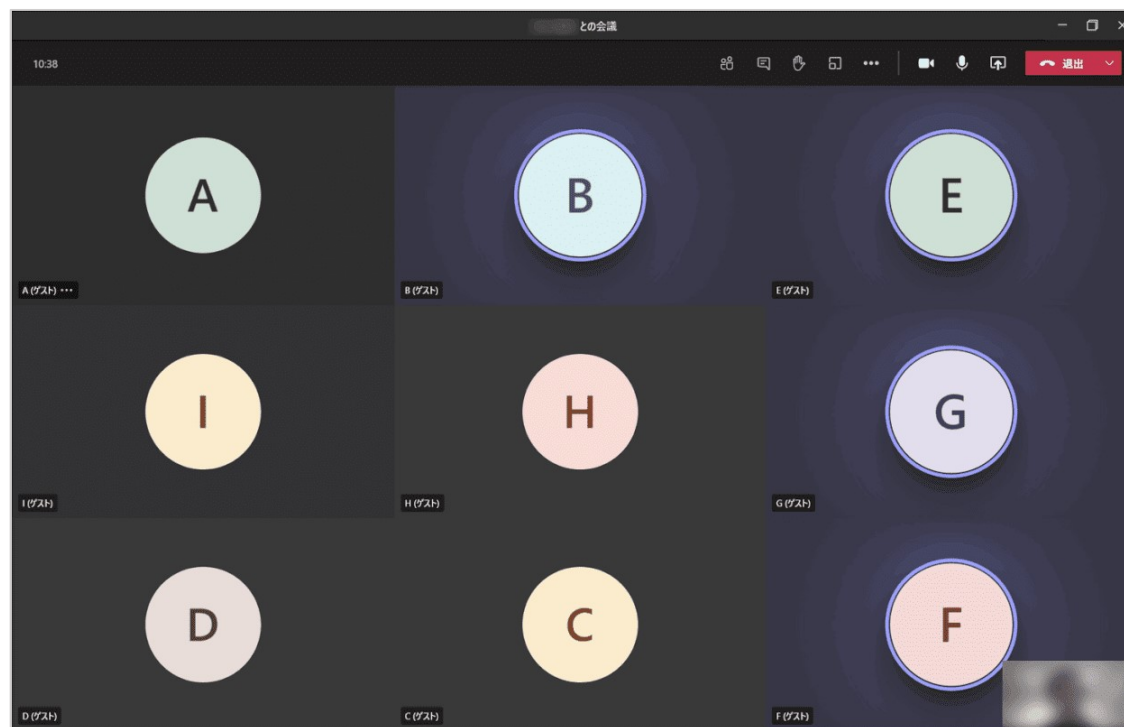 との会議
10:38
退出
A
B
E
A (ゲスト)
B (ゲスト)
E (ゲスト)
I
H
G
I (ゲスト)
H (ゲスト)
G (ゲスト)
D
C
F
D (ゲスト)
C (ゲスト)
F (ゲスト)